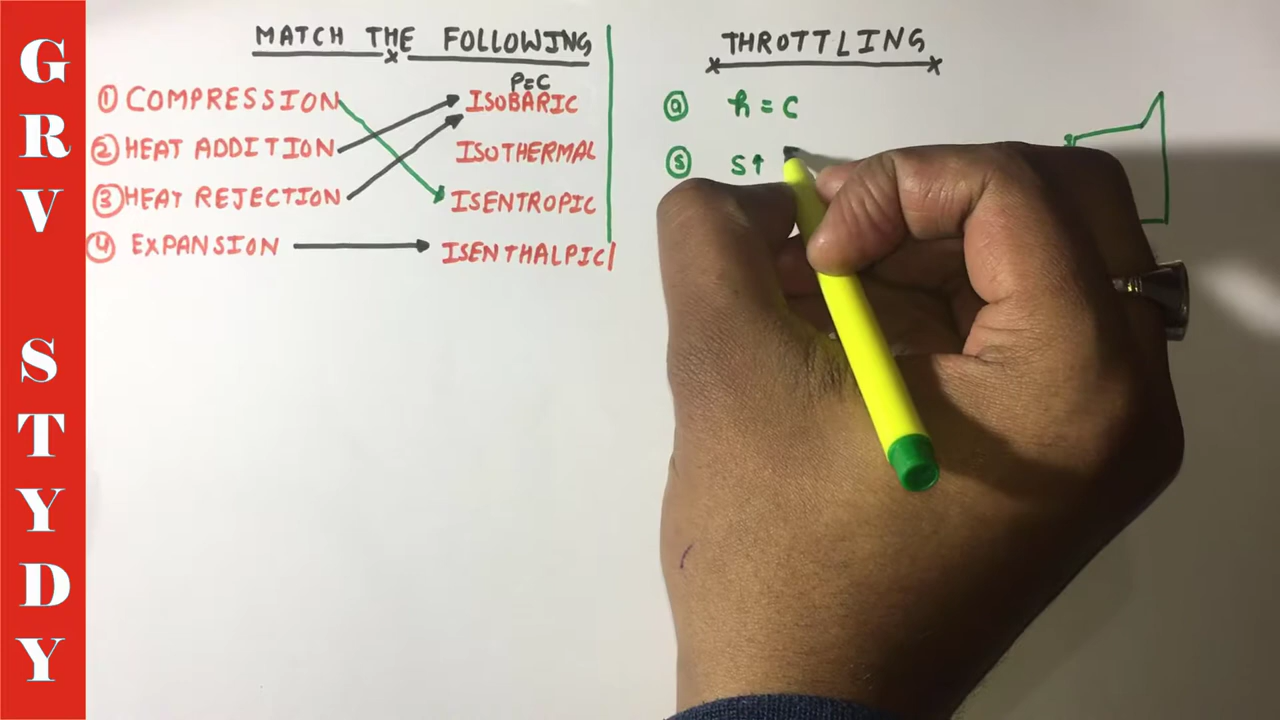 GRV STYDY
MATCH THE FOLLOWING
P=C
① COMPRESSION
ISOBARIC
② HEAT ADDITION
ISOTHERMAL
③ HEAT REJECTION
ISENTROPIC
④ EXPANSION
ISENTHALPIC
THROTTLING
ⓐ h = C
S↑